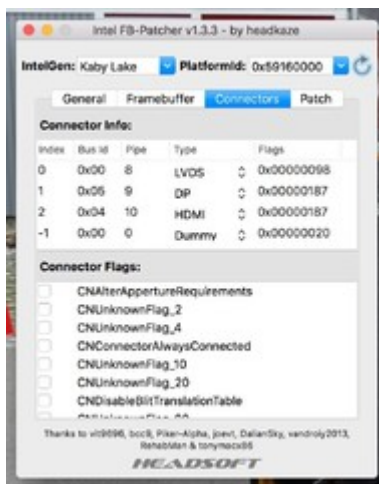 Intel FB-Patcher v1.3.3 - by headkaze
IntelGen: Kaby Lake PlatformId: 0x59160000
General Framebuffer Connectors Patch
Connector Info:
Index Bus Id Pipe Type Flags
0 0x00 8 LVDS 0x00000098
1 0x05 9 DP 0x00000187
2 0x04 10 HDMI 0x00000187
-1 0x00 0 Dummy 0x00000020
Connector Flags:
CNAlterAppertureRequirements
CNUnknownFlag_2
CNUnknownFlag_4
CNConnectorAlwaysConnected
CNUnknownFlag_10
CNUnknownFlag_20
CNDisableBlitTranslationTable
Thanks to vit9696, bcc9, Piker-Alpha, joevt, DalianSky, vandroiy2013,
RehabMan & tonymacx86
HEADSOFT